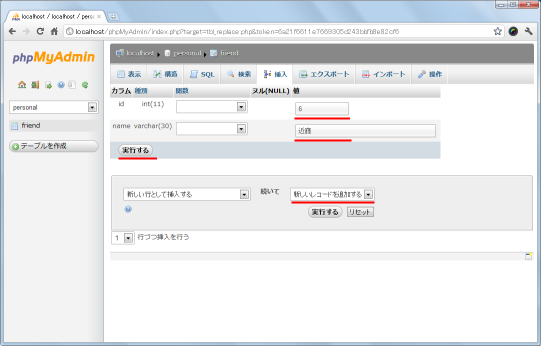 localhost / localhost / perso
localhost/phpMyAdmin/index.php?target=tbl_replace.php&token=6a21f6611e7669305d243bbfb8e82cf6
phpMyAdmin
localhost ▸ personal ▸ friend
表示 構造 SQL 検索 挿入 エクスポート インポート 操作
カラム 種別 関数 ヌル(NULL) 値
id int(11) 6
name varchar(30)
実行する
personal
friend
テーブルを作成
新しい行として挿入する 続いて 新しいレコードを追加する
実行する リセット
1 行づつ挿入を行う